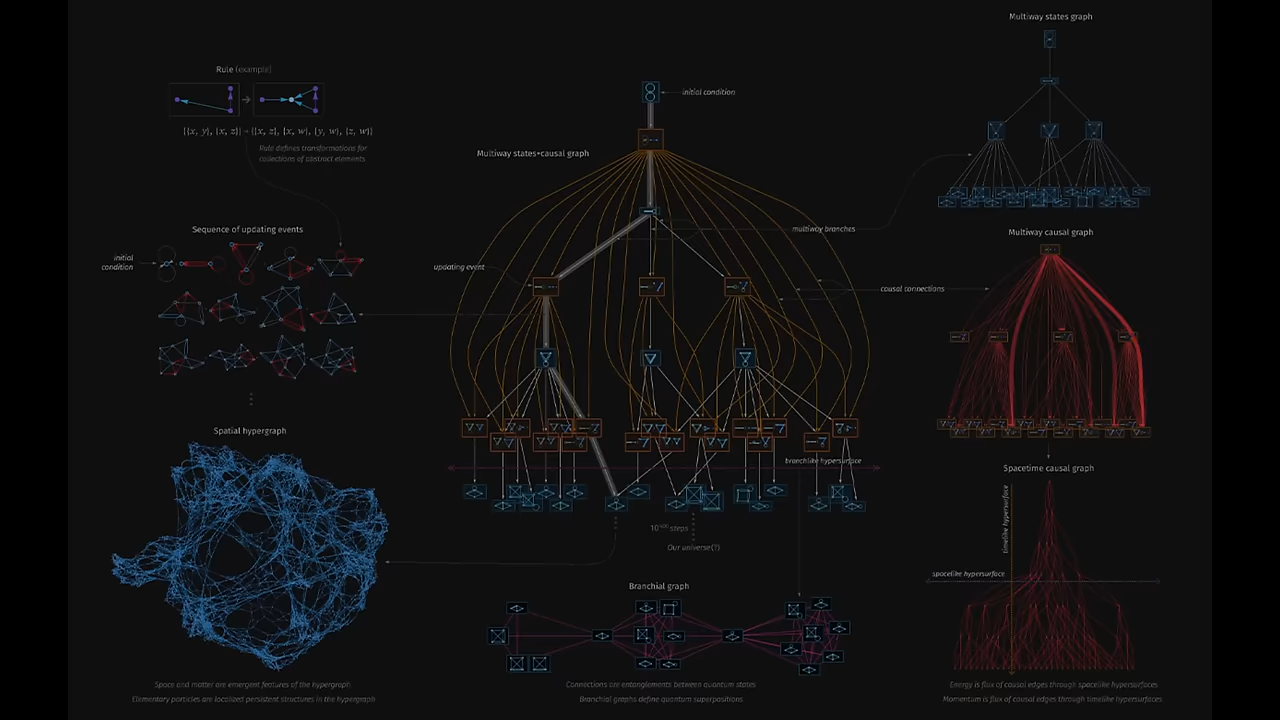 Rule (example)
{{x, y}, {x, z}} → {{x, z}, {x, w}, {y, w}, {z, w}}
Rule defines transformations for
collections of abstract elements
Sequence of updating events
initial
condition
Spatial hypergraph
Space and matter are emergent features of the hypergraph
Elementary particles are localized persistent structures in the hypergraph
initial condition
Multiway states+causal graph
multiway branches
updating event
causal connections
branchlike hypersurface
steps
Our universe(?)
Branchial graph
Connections are entanglements between quantum states
Branchial graphs define quantum superpositions
Multiway states graph
Multiway causal graph
Spacetime causal graph
timelike hypersurface
spacelike hypersurface
Energy is flux of causal edges through spacelike hypersurfaces
Momentum is flux of causal edges through timelike hypersurfaces